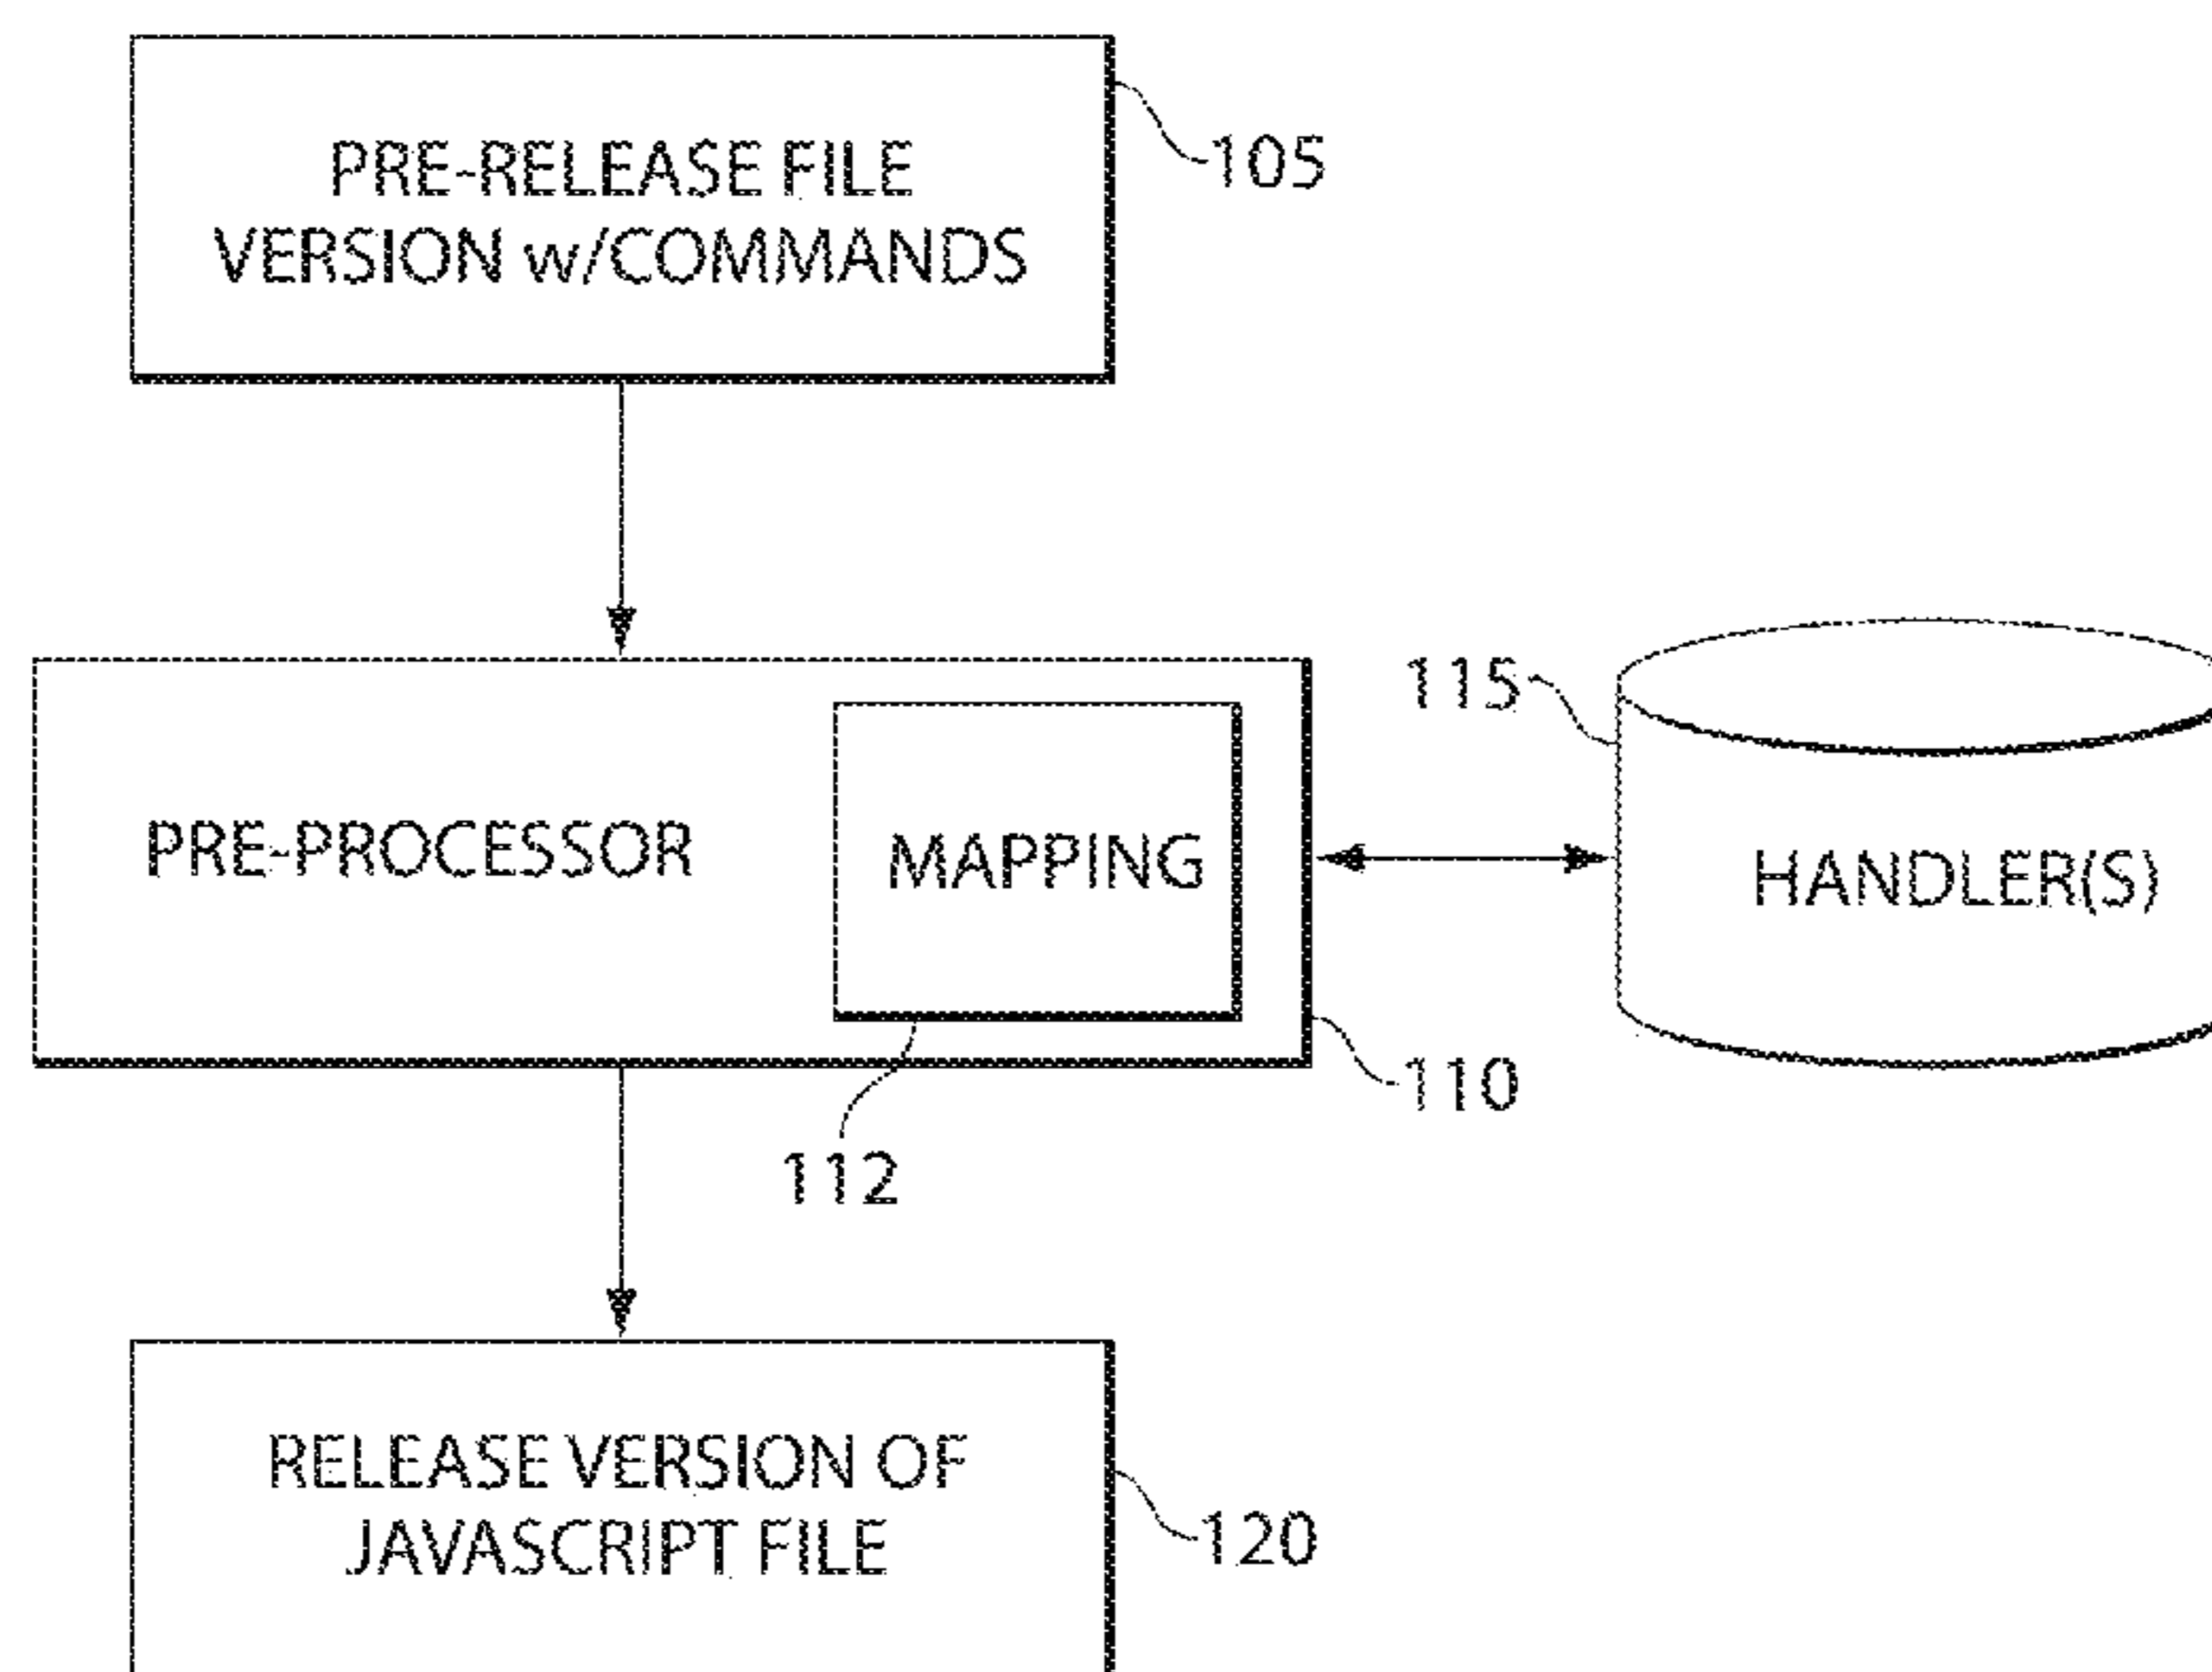 PRE-RELEASE FILE
VERSION w/COMMANDS
105
PRE-PROCESSOR
MAPPING
115
HANDLER(S)
110
112
RELEASE VERSION OF
JAVASCRIPT FILE
120